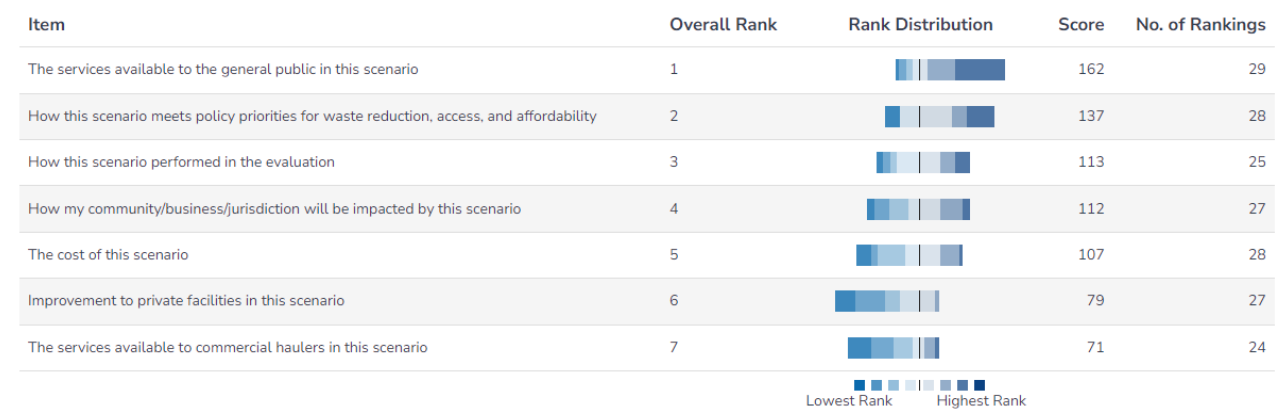 Item Overall Rank Rank Distribution Score No. of Rankings
The services available to the general public in this scenario 1 162 29
How this scenario meets policy priorities for waste reduction, access, and affordability 2 137 28
How this scenario performed in the evaluation 3 113 25
How my community/business/jurisdiction will be impacted by this scenario 4 112 27
The cost of this scenario 5 107 28
Improvement to private facilities in this scenario 6 79 27
The services available to commercial haulers in this scenario 7 71 24
Lowest Rank Highest Rank